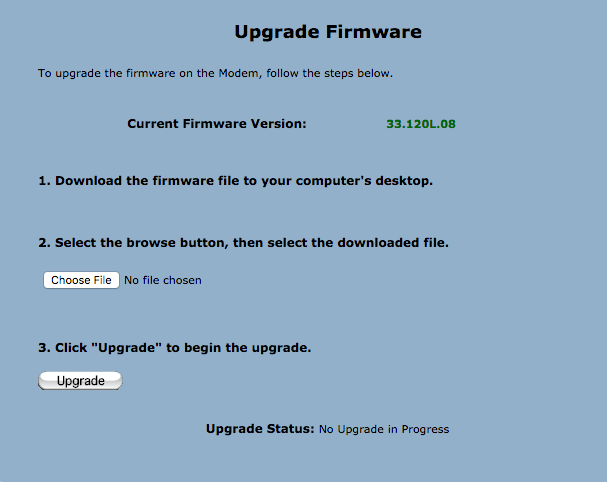 Upgrade Firmware
To upgrade the firmware on the Modem, follow the steps below.
Current Firmware Version: 33.120L.08
1. Download the firmware file to your computer's desktop.
2. Select the browse button, then select the downloaded file.
Choose File No file chosen
3. Click "Upgrade" to begin the upgrade.
Upgrade
Upgrade Status: No Upgrade in Progress